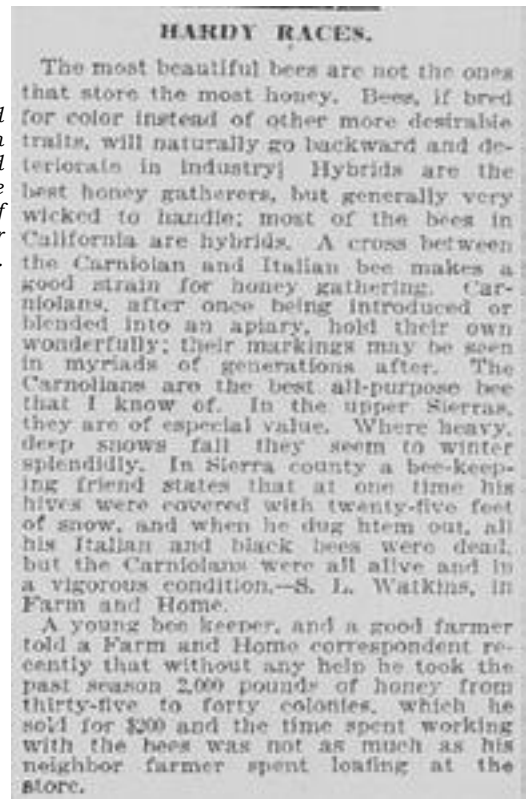 HARDY RACES.
The most beautiful bees are not the ones
that store the most honey. Bees, if bred
for color instead of other more desirable
traits, will naturally go backward and de-
teriorate in industry; Hybrids are the
best honey gatherers, but generally very
wicked to handle; most of the bees in
California are hybrids. A cross between
the Carniolan and Italian bee makes a
good strain for honey gathering. Car-
niolans, after once being introduced or
blended into an apiary, hold their own
wonderfully; their markings may be seen
in myriads of generations after. The
Carnolians are the best all-purpose bee
that I know of. In the upper Sierras,
they are of especial value. Where heavy,
deep snows fall they seem to winter
splendidly. In Sierra county a bee-keep-
ing friend states that at one time his
hives were covered with twenty-five feet
of snow, and when he dug htem out, all
his Italian and black bees were dead,
but the Carniolans were all alive and in
a vigorous condition.—S. L. Watkins, in
Farm and Home.
A young bee keeper, and a good farmer
told a Farm and Home correspondent re-
cently that without any help he took the
past season 2,000 pounds of honey from
thirty-five to forty colonies, which he
sold for $200 and the time spent working
with the bees was not as much as his
neighbor farmer spent loafing at the
store.